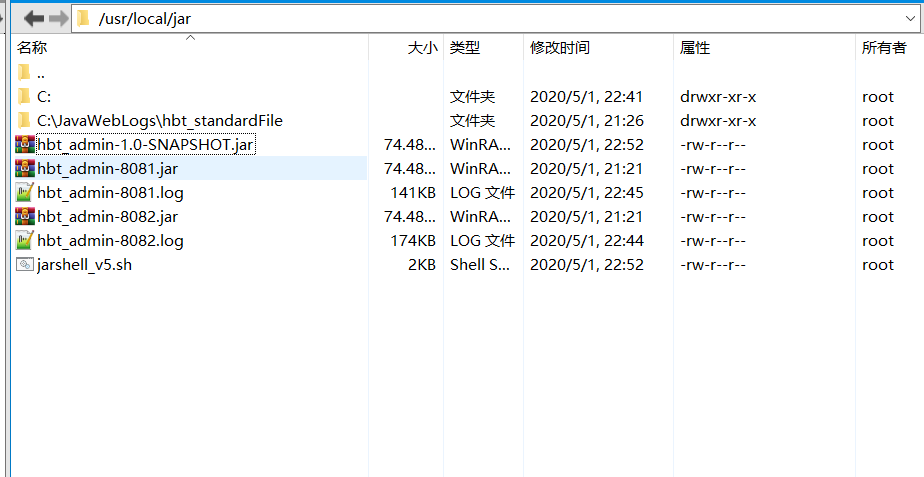 /usr/local/jar
名称 大小 类型 修改时间 属性 所有者
..
C: 文件夹 2020/5/1, 22:41 drwxr-xr-x root
C:\JavaWebLogs\hbt_standardFile 文件夹 2020/5/1, 21:26 drwxr-xr-x root
hbt_admin-1.0-SNAPSHOT.jar 74.48... WinRA... 2020/5/1, 22:52 -rw-r--r-- root
hbt_admin-8081.jar 74.48... WinRA... 2020/5/1, 21:21 -rw-r--r-- root
hbt_admin-8081.log 141KB LOG 文件 2020/5/1, 22:45 -rw-r--r-- root
hbt_admin-8082.jar 74.48... WinRA... 2020/5/1, 21:21 -rw-r--r-- root
hbt_admin-8082.log 174KB LOG 文件 2020/5/1, 22:44 -rw-r--r-- root
jarshell_v5.sh 2KB Shell S... 2020/5/1, 22:52 -rw-r--r-- root